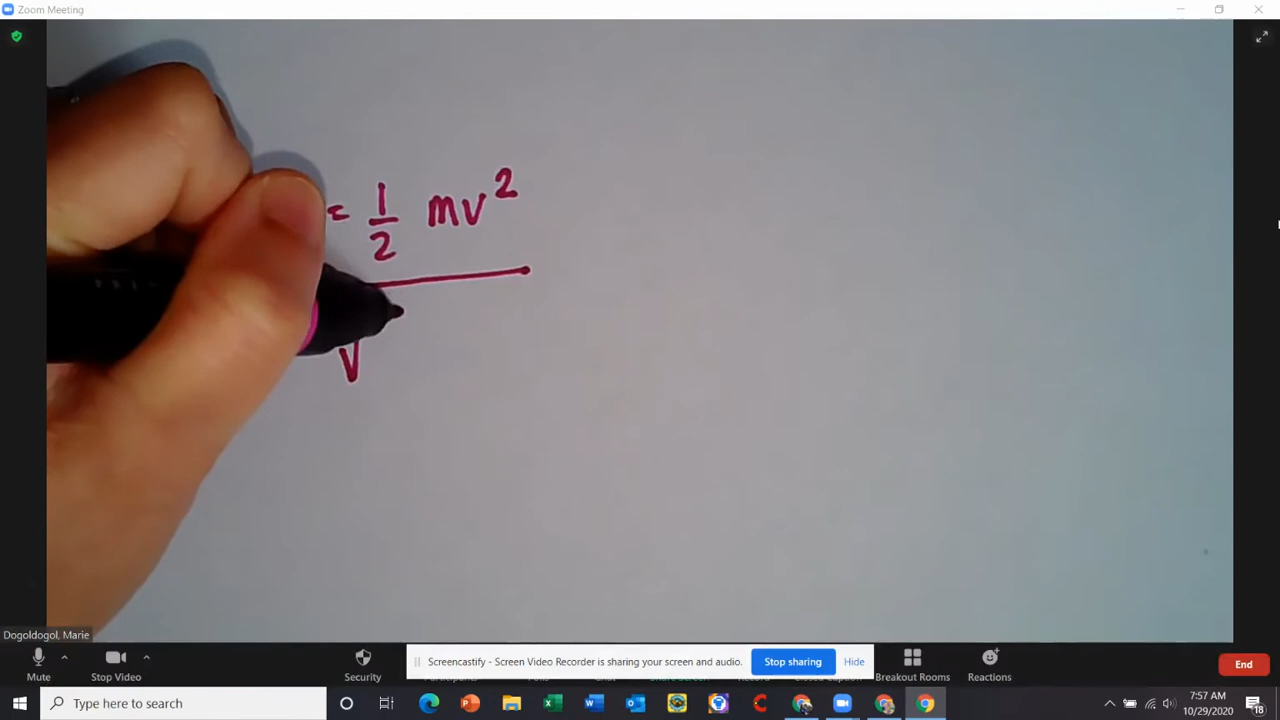 Zoom Meeting
= 1/2 mv²
v
Dogoldogol, Marie
Mute
Stop Video
Security
Screencastify - Screen Video Recorder is sharing your screen and audio.
Stop sharing
Hide
Breakout Rooms
Reactions
End
Type here to search
7:57 AM
10/29/2020
18